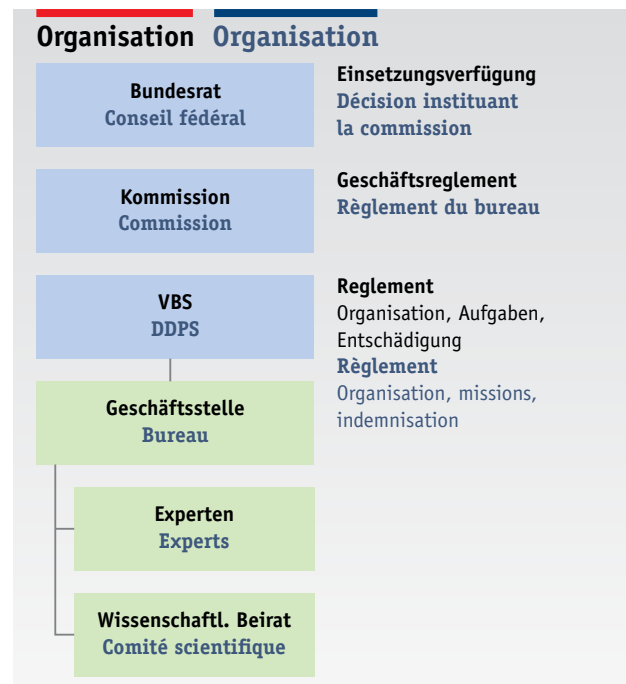 Organisation Organisation
Bundesrat
Conseil fédéral
Einsetzungsverfügung
Décision instituant
la commission
Kommission
Commission
Geschäftsreglement
Règlement du bureau
VBS
DDPS
Reglement
Organisation, Aufgaben,
Entschädigung
Règlement
Organisation, missions,
indemnisation
Geschäftsstelle
Bureau
Experten
Experts
Wissenschaftl. Beirat
Comité scientifique